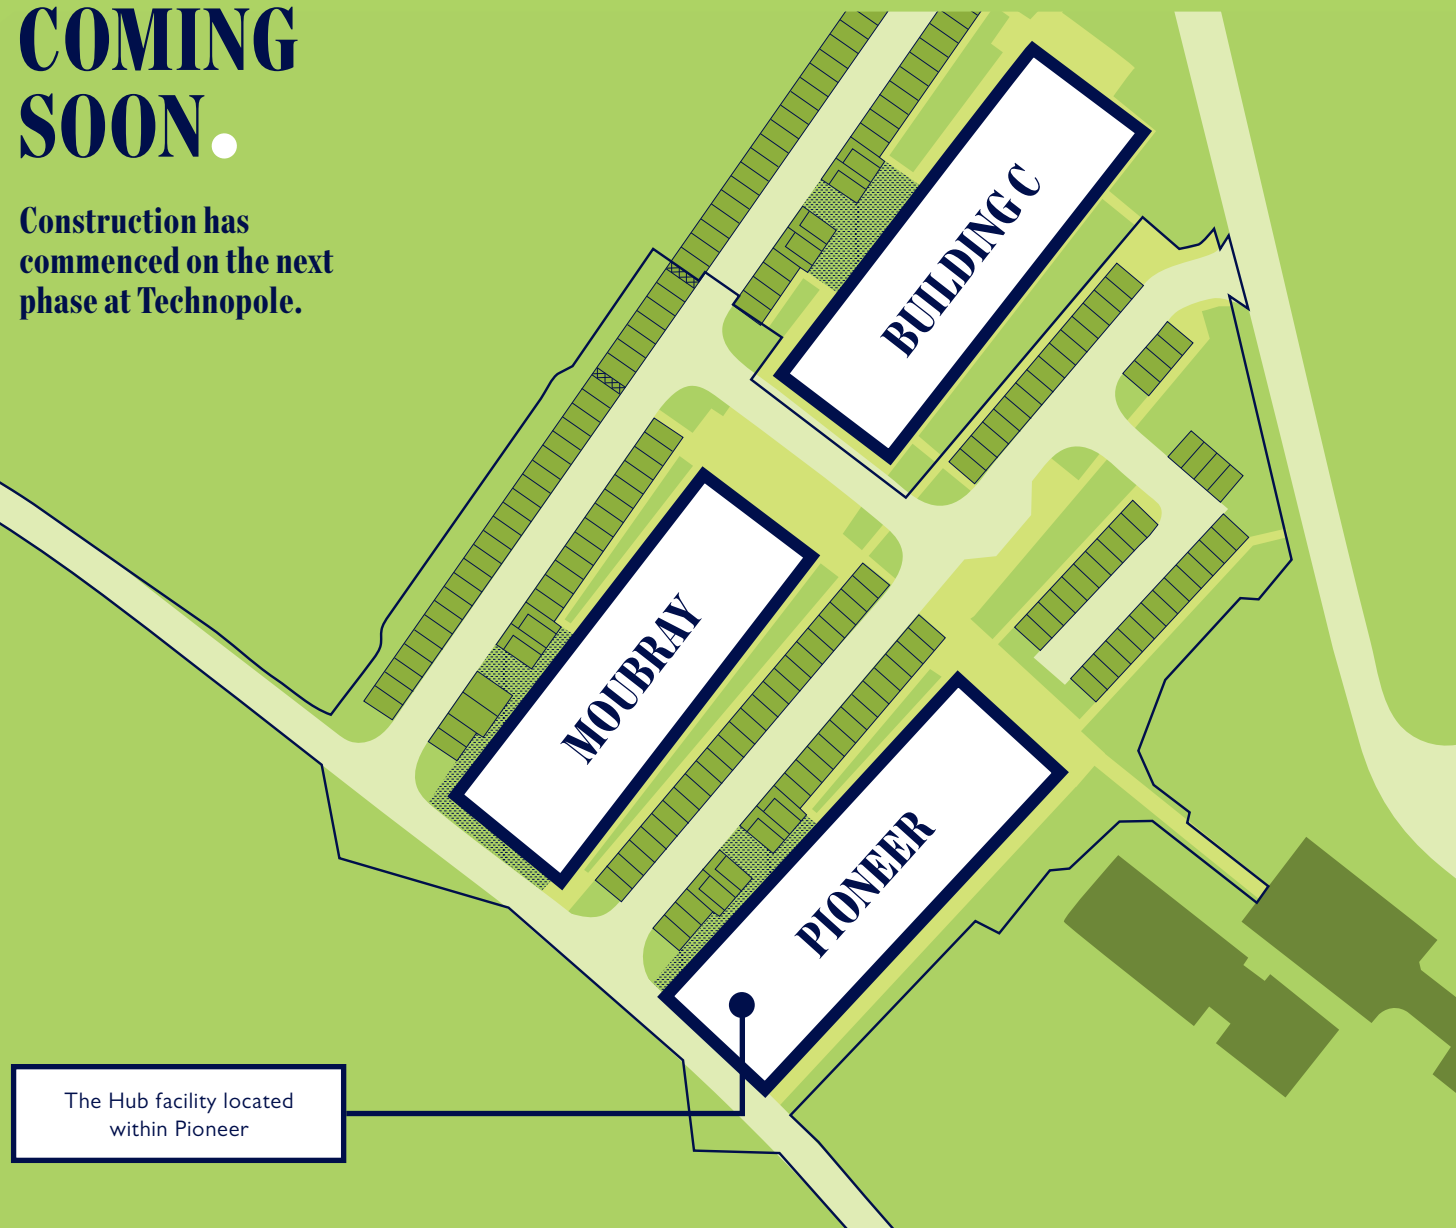 COMING
SOON.
Construction has
commenced on the next
phase at Technopole.
BUILDING C
MOUBRAY
PIONEER
The Hub facility located
within Pioneer